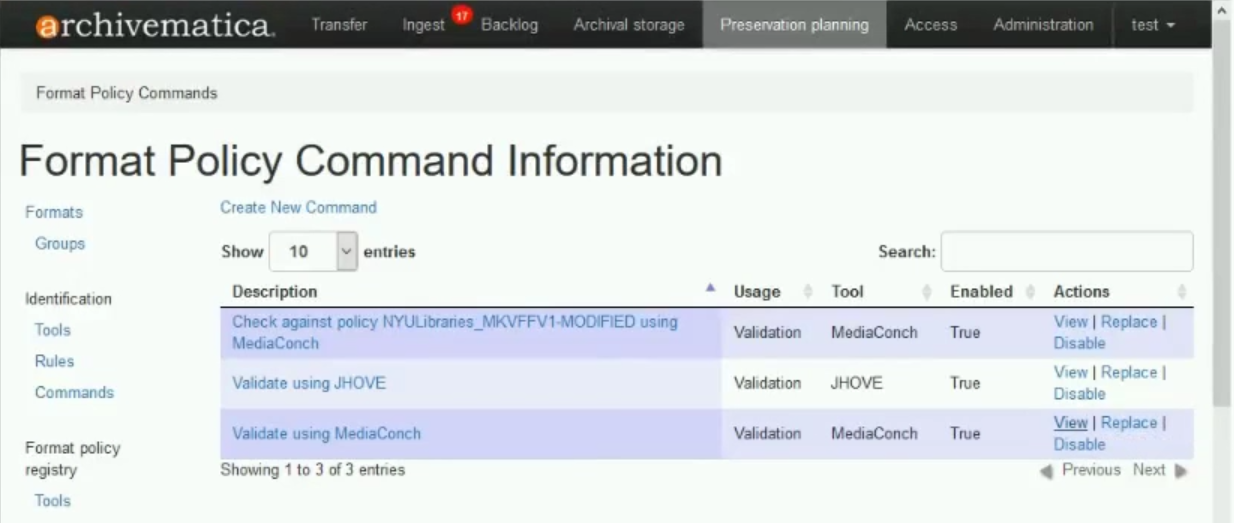 archivematica. Transfer Ingest 17 Backlog Archival storage Preservation planning Access Administration test
Format Policy Commands
Format Policy Command Information
Formats
Groups
Identification
Tools
Rules
Commands
Format policy
registry
Tools
Create New Command
Show 10 entries Search:
Description Usage Tool Enabled Actions
Check against policy NYULibraries_MKVFFV1-MODIFIED using
MediaConch
Validation MediaConch True
View | Replace |
Disable
Validate using JHOVE Validation JHOVE True
View | Replace |
Disable
Validate using MediaConch Validation MediaConch True
View | Replace |
Disable
Showing 1 to 3 of 3 entries Previous Next